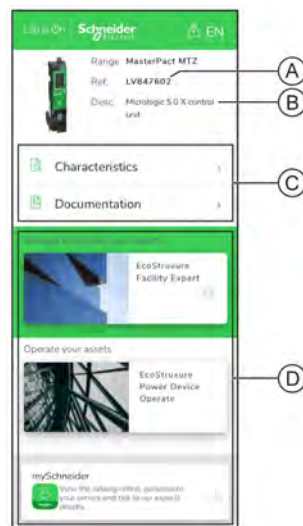 Life Is On Schneider Electric EN
Range MasterPact MTZ
Ref. LV847602
Desc. Micrologic 5.0 X control
unit
A
B
Characteristics
C
Documentation
EcoStruxure
Facility Expert
Operate your assets
EcoStruxure
Power Device
Operate
D
mySchneider